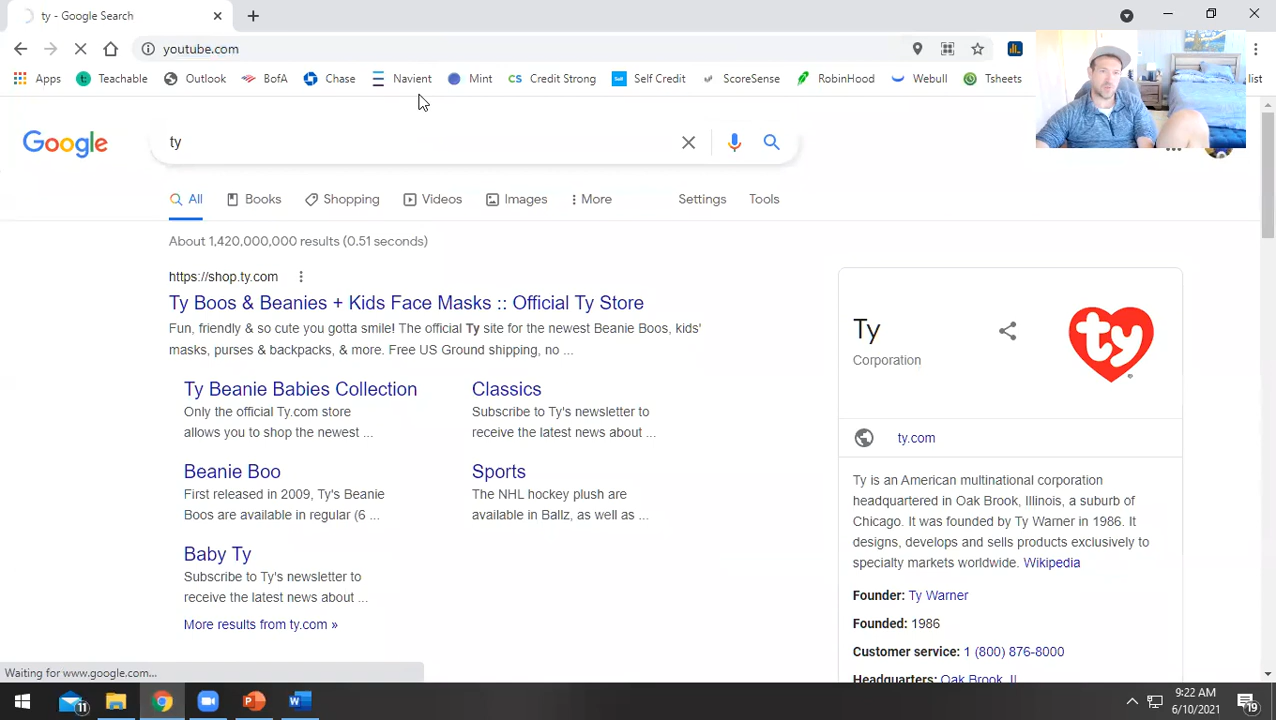 ty - Google Search
youtube.com
Apps Teachable Outlook BofA Chase Navient Mint CS Credit Strong Self Self Credit ScoreSense RobinHood Webull Tsheets list
Google ty
All Books Shopping Videos Images More Settings Tools
About 1,420,000,000 results (0.51 seconds)
https://shop.ty.com
Ty Boos & Beanies + Kids Face Masks :: Official Ty Store
Fun, friendly & so cute you gotta smile! The official Ty site for the newest Beanie Boos, kids'
masks, purses & backpacks, & more. Free US Ground shipping, no ...
Ty Beanie Babies Collection
Only the official Ty.com store
allows you to shop the newest ...
Classics
Subscribe to Ty's newsletter to
receive the latest news about ...
Beanie Boo
First released in 2009, Ty's Beanie
Boos are available in regular (6 ...
Sports
The NHL hockey plush are
available in Ballz, as well as ...
Baby Ty
Subscribe to Ty's newsletter to
receive the latest news about ...
More results from ty.com »
Ty
Corporation
ty
ty.com
Ty is an American multinational corporation
headquartered in Oak Brook, Illinois, a suburb of
Chicago. It was founded by Ty Warner in 1986. It
designs, develops and sells products exclusively to
specialty markets worldwide. Wikipedia
Founder: Ty Warner
Founded: 1986
Customer service: 1 (800) 876-8000
Headquarters: Oak Brook, IL
Waiting for www.google.com...
11
9:22 AM
6/10/2021
19